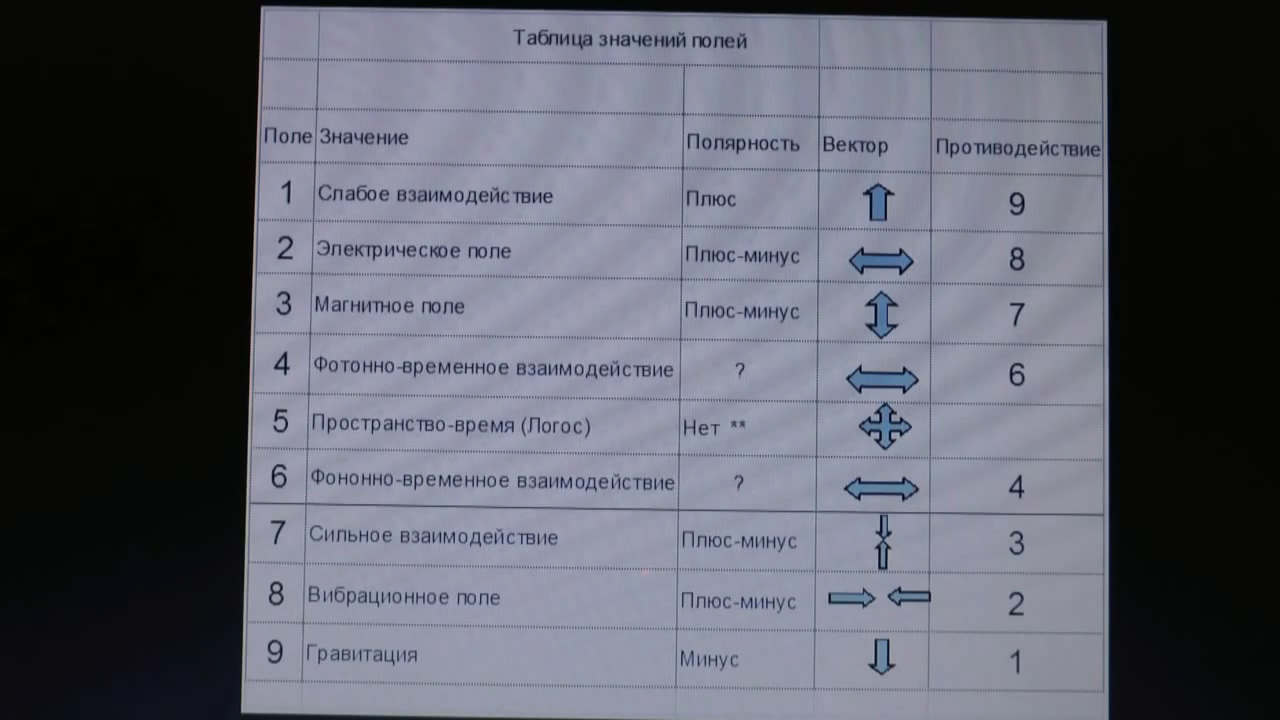 Таблица значений полей
Поле Значение Полярность Вектор Противодействие
1 Слабое взаимодействие Плюс 9
2 Электрическое поле Плюс-минус 8
3 Магнитное поле Плюс-минус 7
4 Фотонно-временное взаимодействие ? 6
5 Пространство-время (Логос) Нет **
6 Фононно-временное взаимодействие ? 4
7 Сильное взаимодействие Плюс-минус 3
8 Вибрационное поле Плюс-минус 2
9 Гравитация Минус 1